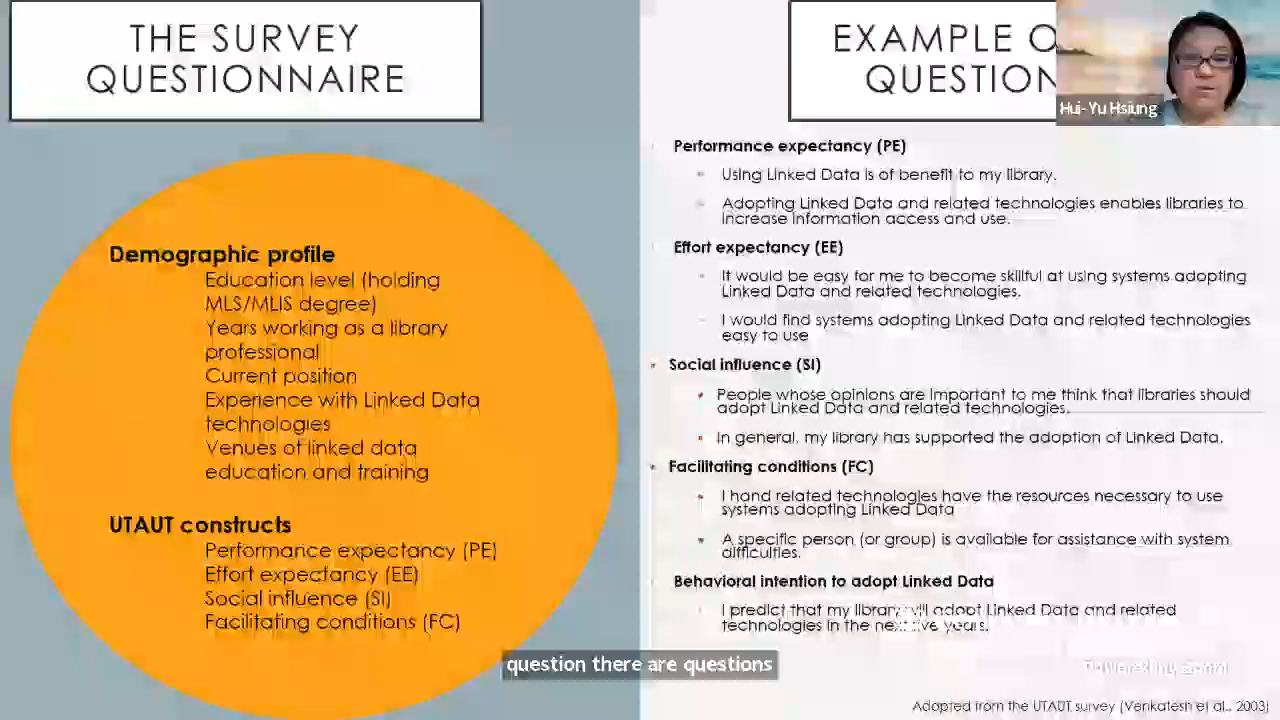 THE SURVEY
QUESTIONNAIRE
Demographic profile
Education level (holding
MLS/MLIS degree)
Years working as a library
professional
Current position
Experience with Linked Data
technologies
Venues of linked data
education and training
UTAUT constructs
Performance expectancy (PE)
Effort expectancy (EE)
Social influence (SI)
Facilitating conditions (FC)
EXAMPLE
QUESTION
Hui-Yu Hsiung
Performance expectancy (PE)
Using Linked Data is of benefit to my library.
Adopting Linked Data and related technologies enables libraries to
increase information access and use.
Effort expectancy (EE)
It would be easy for me to become skillful at using systems adopting
Linked Data and related technologies.
I would find systems adopting Linked Data and related technologies
easy to use
Social influence (SI)
People whose opinions are important to me think that libraries should
adopt Linked Data and related technologies.
In general, my library has supported the adoption of Linked Data.
Facilitating conditions (FC)
I hand related technologies have the resources necessary to use
systems adopting Linked Data
A specific person (or group) is available for assistance with system
difficulties.
Behavioral intention to adopt Linked Data
I predict that my library will adopt Linked Data and related
technologies in the years.
question there are questions
Adopted from the UTAUT survey (Venkatesh et al., 2003)